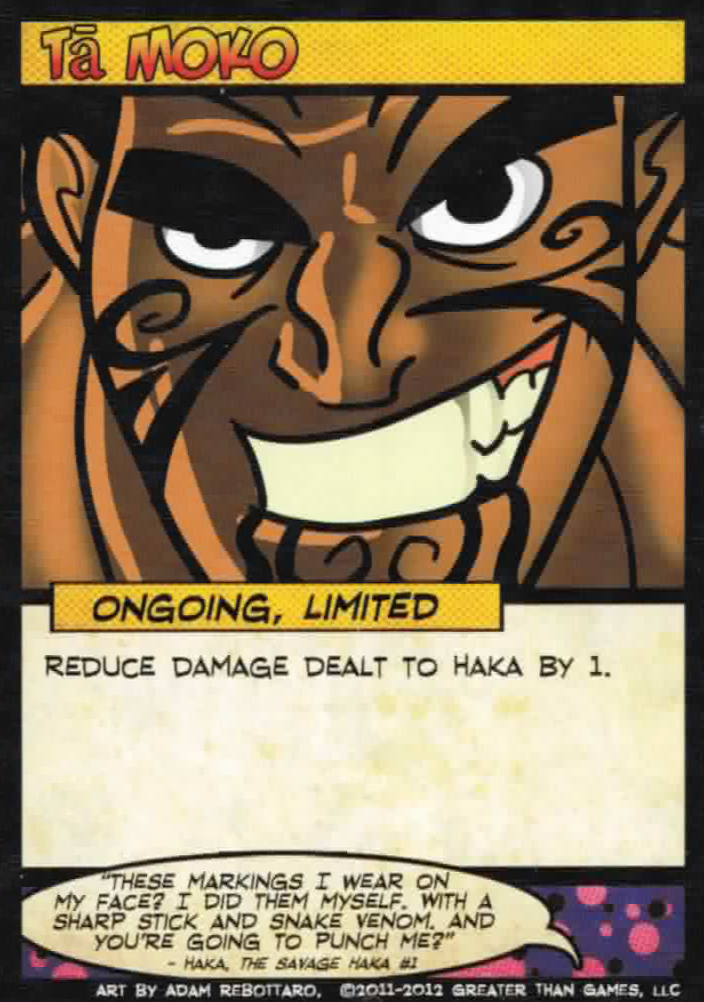 Tā MOKO
ONGOING, LIMITED
REDUCE DAMAGE DEALT TO HAKA BY 1.
"THESE MARKINGS I WEAR ON
MY FACE? I DID THEM MYSELF. WITH A
SHARP STICK AND SNAKE VENOM. AND
YOU'RE GOING TO PUNCH ME?"
- HAKA, THE SAVAGE HAKA #1
ART BY ADAM REBOTTARO, ©2011-2012 GREATER THAN GAMES, LLC